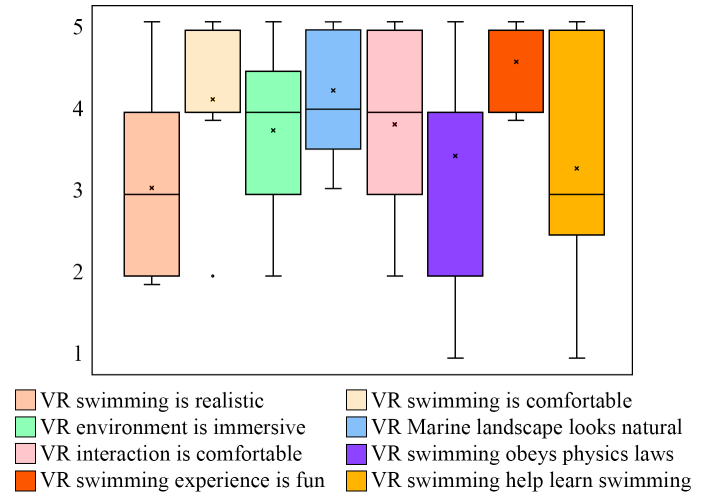 5
4
3
2
1
VR swimming is realistic
VR swimming is comfortable
VR environment is immersive
VR Marine landscape looks natural
VR interaction is comfortable
VR swimming obeys physics laws
VR swimming experience is fun
VR swimming help learn swimming